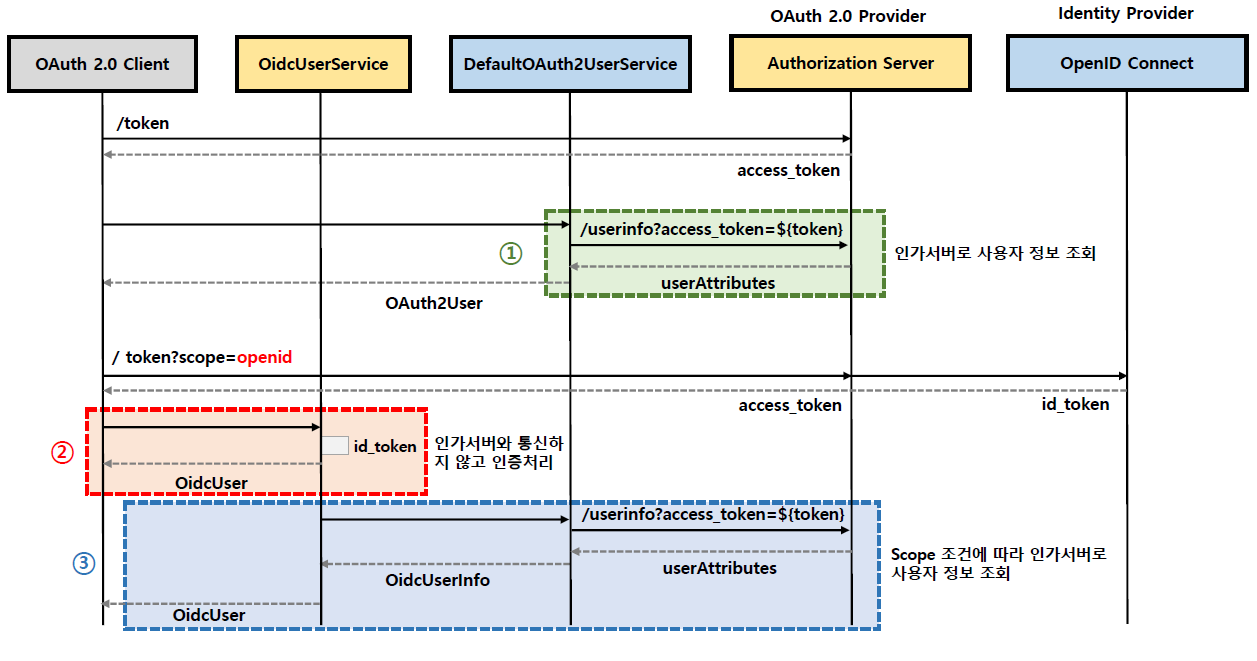 OAuth 2.0 Provider
Identity Provider
OAuth 2.0 Client
OidcUserService
DefaultOAuth2UserService
Authorization Server
OpenID Connect
/token
access_token
①
/userinfo?access_token=${token}
인가서버로 사용자 정보 조회
userAttributes
OAuth2User
/ token?scope=openid
access_token
id_token
②
id_token
인가서버와 통신하
지 않고 인증처리
OidcUser
③
/userinfo?access_token=${token}
Scope 조건에 따라 인가서버로
사용자 정보 조회
userAttributes
OidcUserInfo
OidcUser